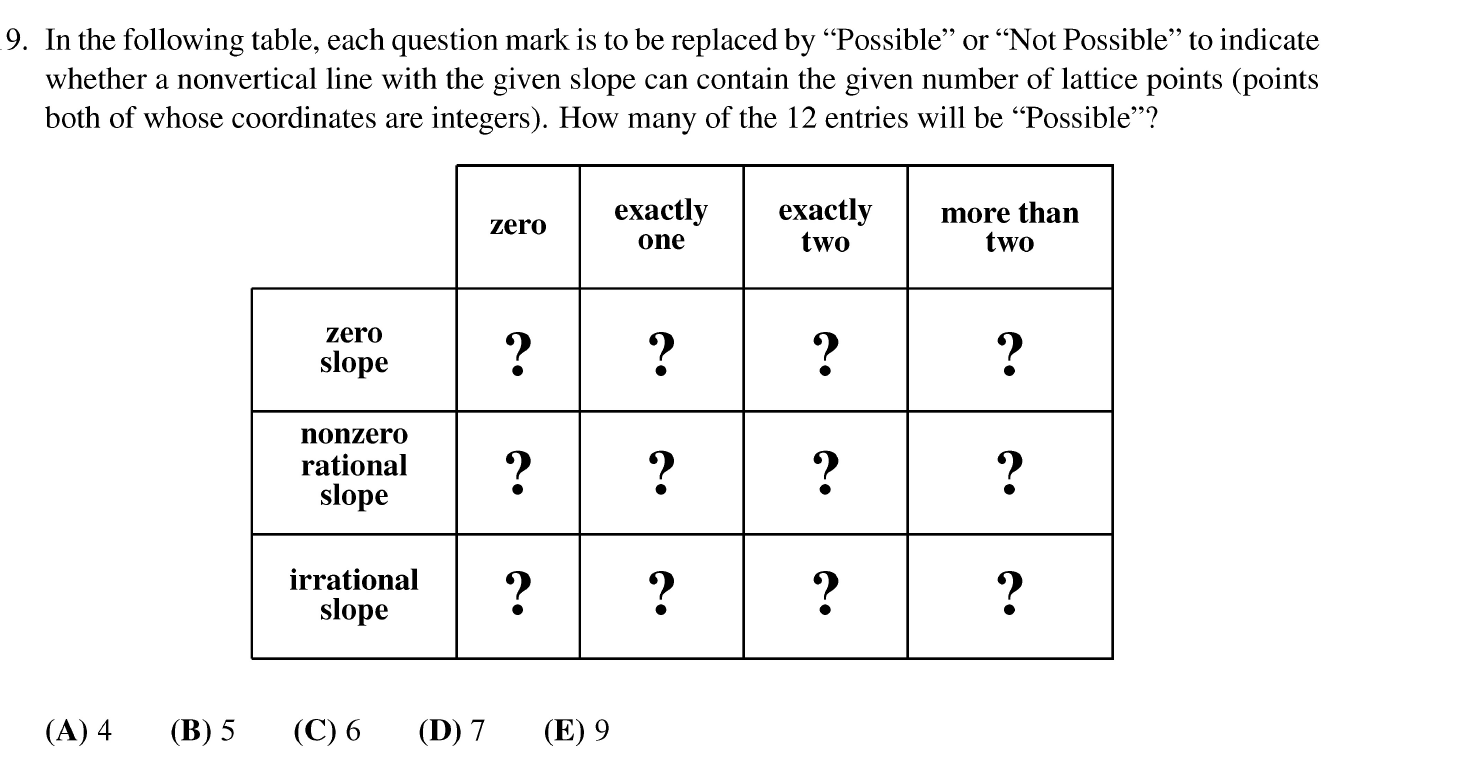 9. In the following table, each question mark is to be replaced by “Possible” or “Not Possible” to indicate
whether a nonvertical line with the given slope can contain the given number of lattice points (points
both of whose coordinates are integers). How many of the 12 entries will be “Possible”?
zero
exactly
one
exactly
two
more than
two
zero
slope
? ? ? ?
nonzero
rational
slope
? ? ? ?
irrational
slope
? ? ? ?
(A) 4 (B) 5 (C) 6 (D) 7 (E) 9